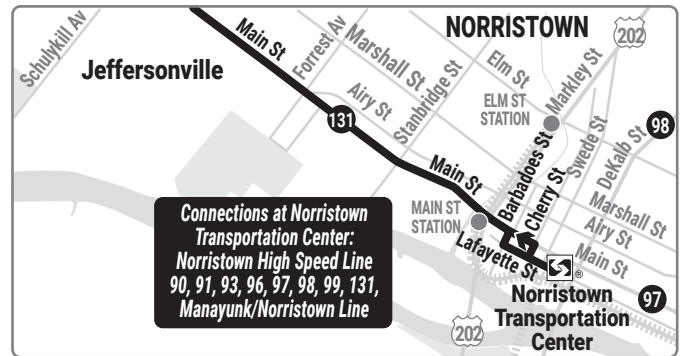 NORRISTOWN
202
Schulykill Av
Main St
Forrest Av
Marshall St
Elm St
Markley St
Jeffersonville
Airy St
Stanbridge St
ELM ST
STATION
131
Barbadoes St
Swede St
DeKalb St
98
Main St
Cherry St
Marshall St
MAIN ST
STATION
Airy St
Lafayette St
Main St
Connections at Norristown
Transportation Center:
Norristown High Speed Line
90, 91, 93, 96, 97, 98, 99, 131,
Manayunk/Norristown Line
®
Norristown
Transportation
Center
97
202